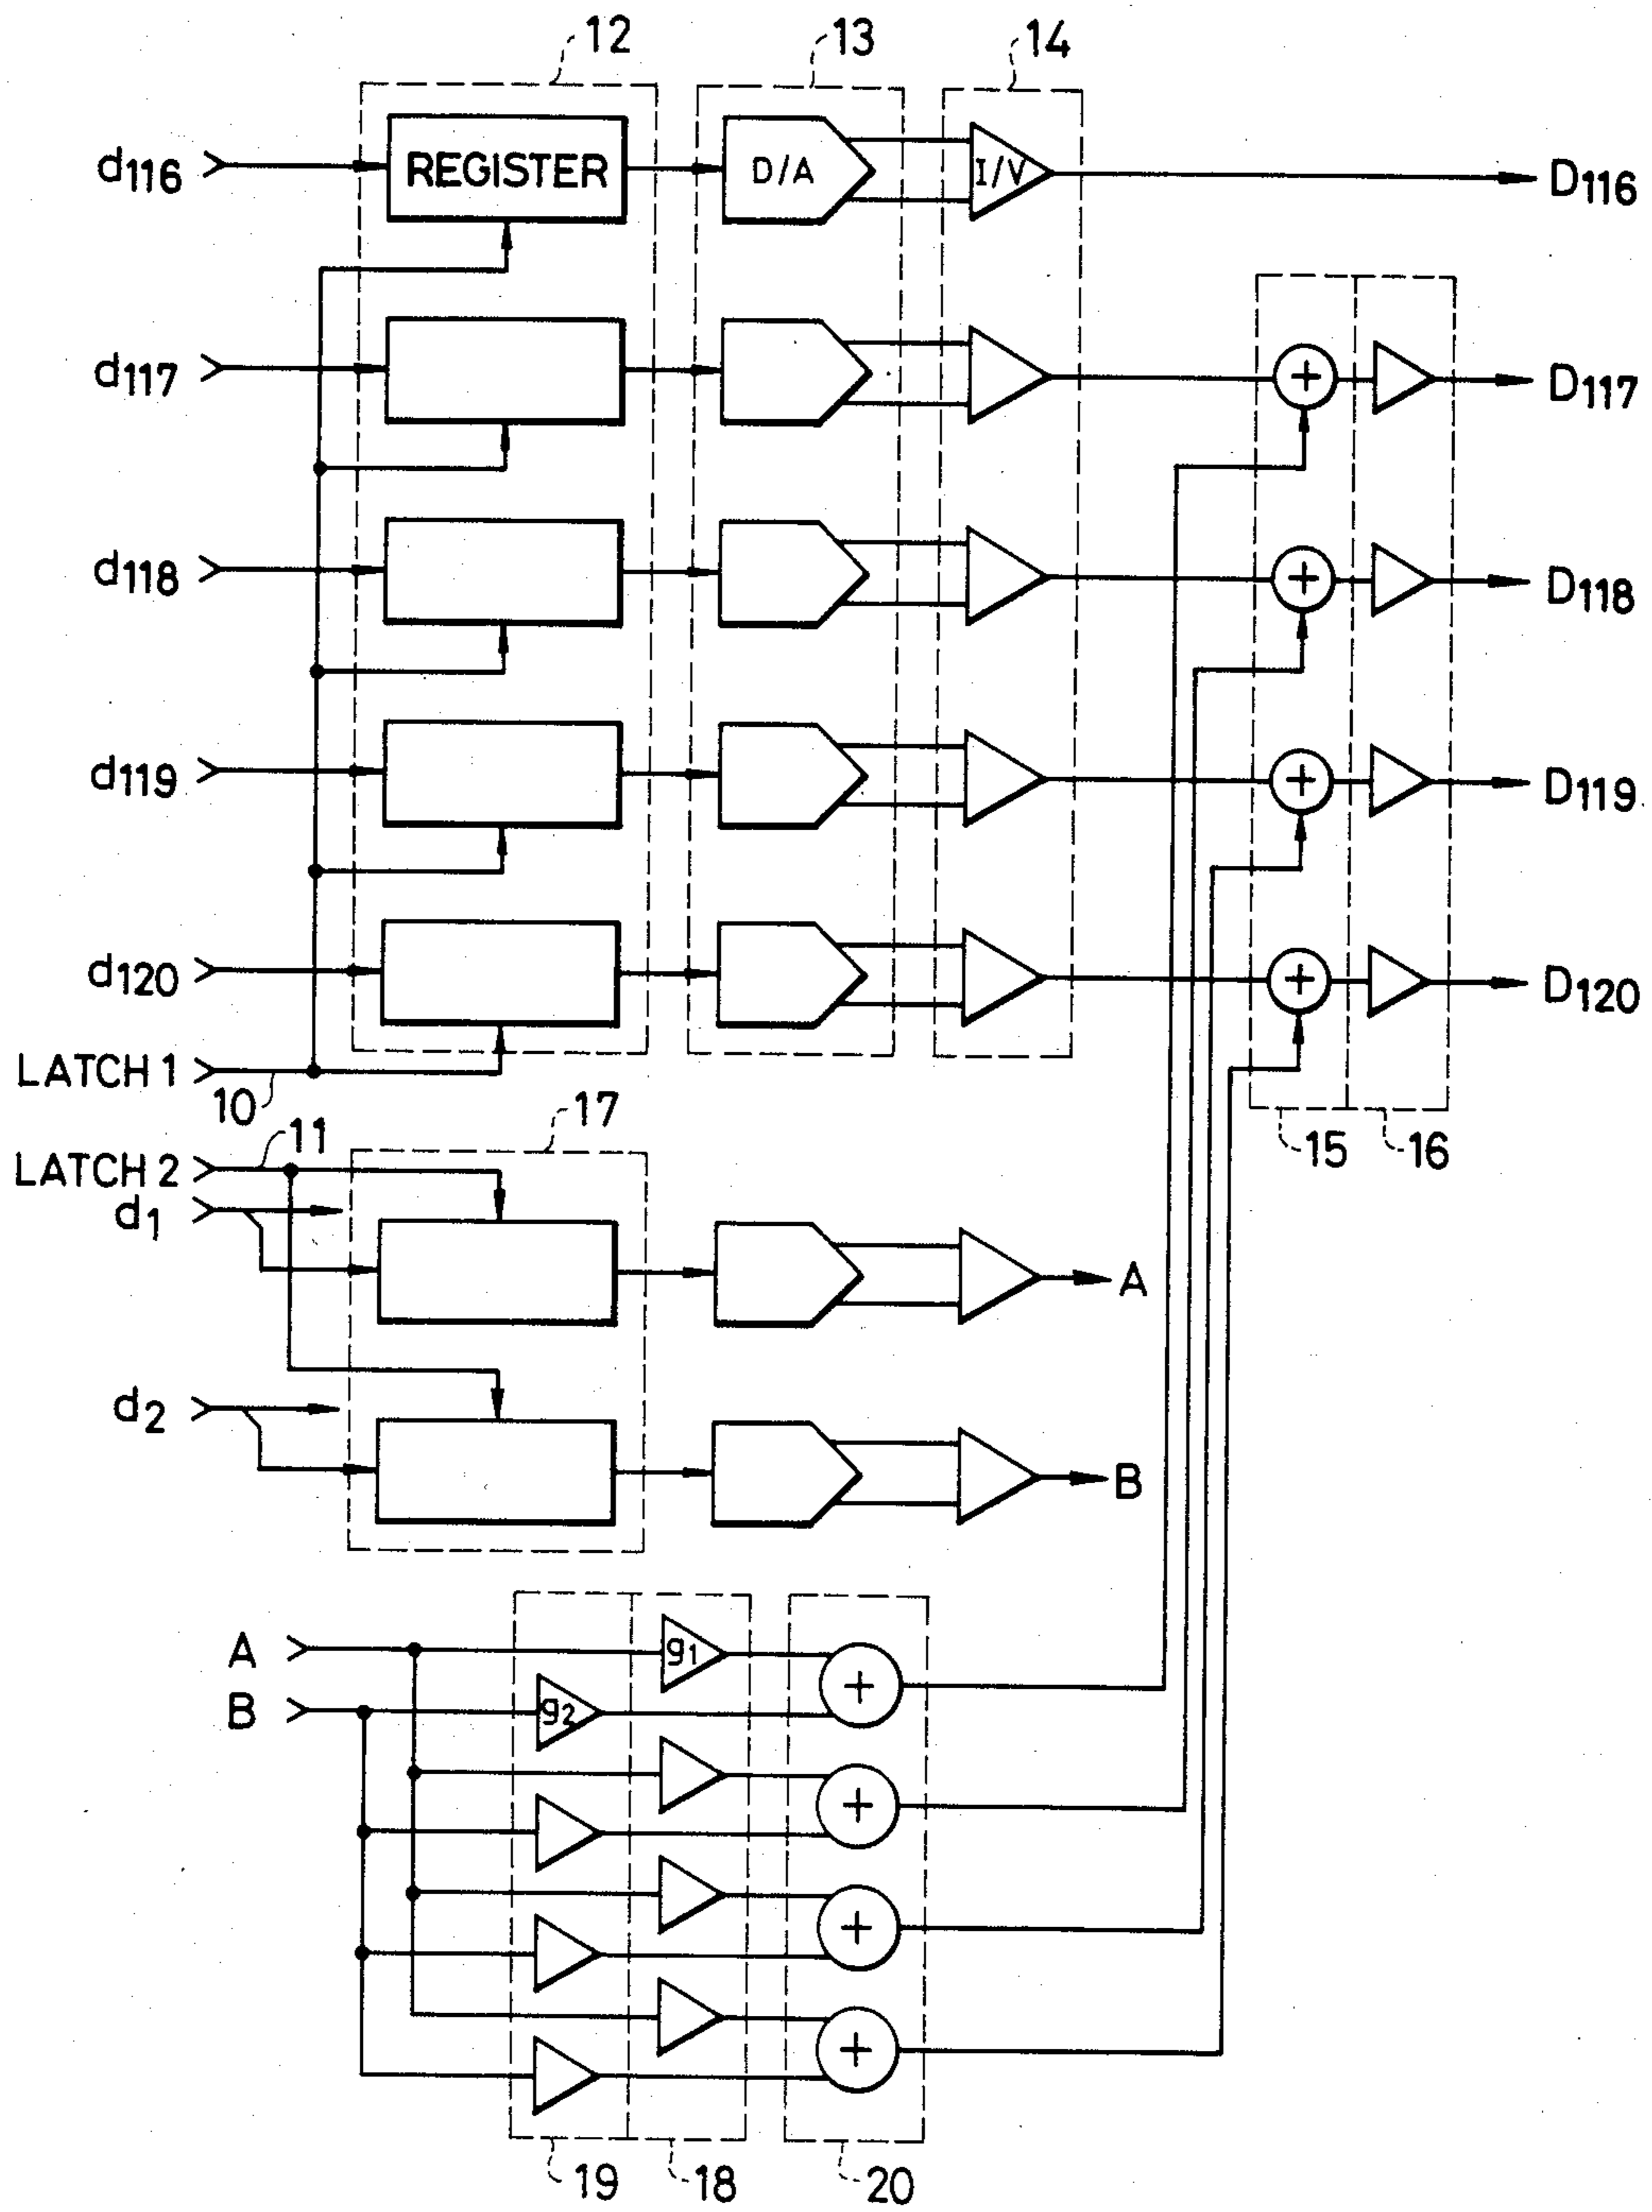 12 13 14
d116 REGISTER D/A I/V D116
d117 + D117
d118 + D118
d119 + D119
d120 + D120
LATCH 1
10
11 17 15 16
LATCH 2
d1
A
d2
B
A g1 +
B g2
+
+
+
19 18 20